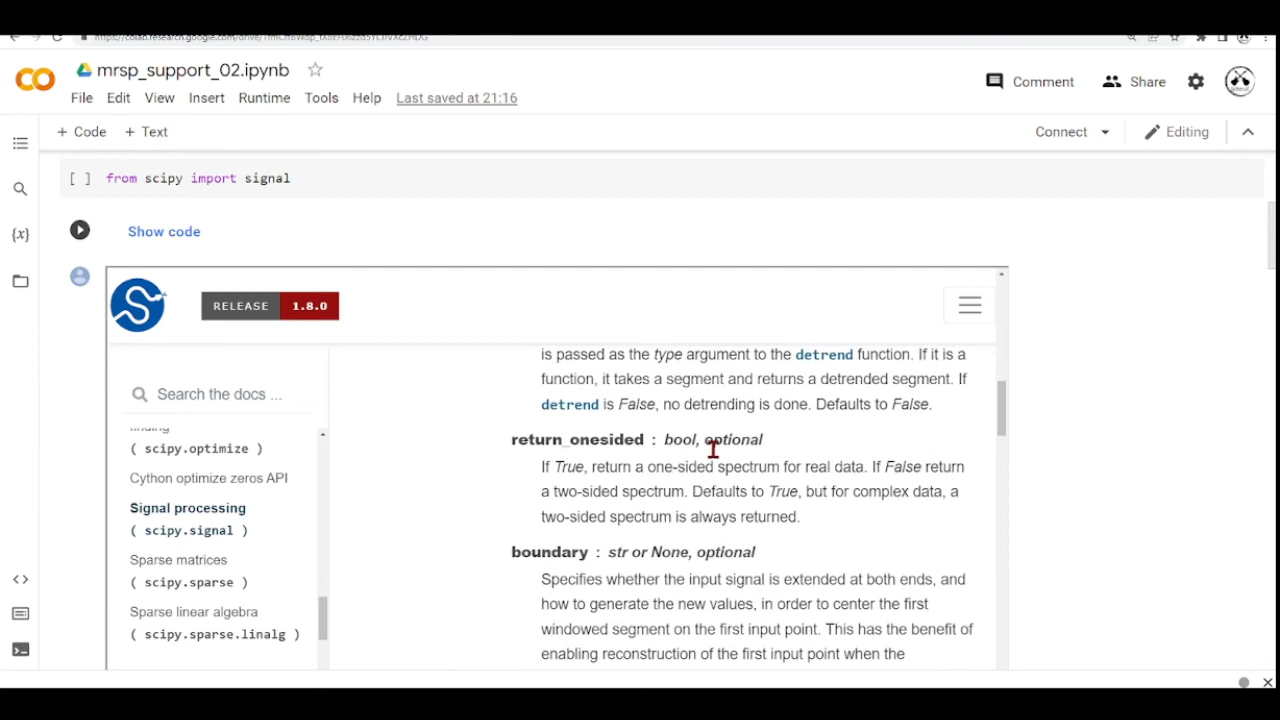 mrsp_support_02.ipynb
File Edit View Insert Runtime Tools Help Last saved at 21:16
Comment Share
+ Code + Text
Connect Editing
[ ] from scipy import signal
Show code
RELEASE 1.8.0
Search the docs ...
( scipy.optimize )
Cython optimize zeros API
Signal processing
( scipy.signal )
Sparse matrices
( scipy.sparse )
Sparse linear algebra
( scipy.sparse.linalg )
is passed as the type argument to the detrend function. If it is a
function, it takes a segment and returns a detrended segment. If
detrend is False, no detrending is done. Defaults to False.
return_onesided : bool, optional
If True, return a one-sided spectrum for real data. If False return
a two-sided spectrum. Defaults to True, but for complex data, a
two-sided spectrum is always returned.
boundary : str or None, optional
Specifies whether the input signal is extended at both ends, and
how to generate the new values, in order to center the first
windowed segment on the first input point. This has the benefit of
enabling reconstruction of the first input point when the